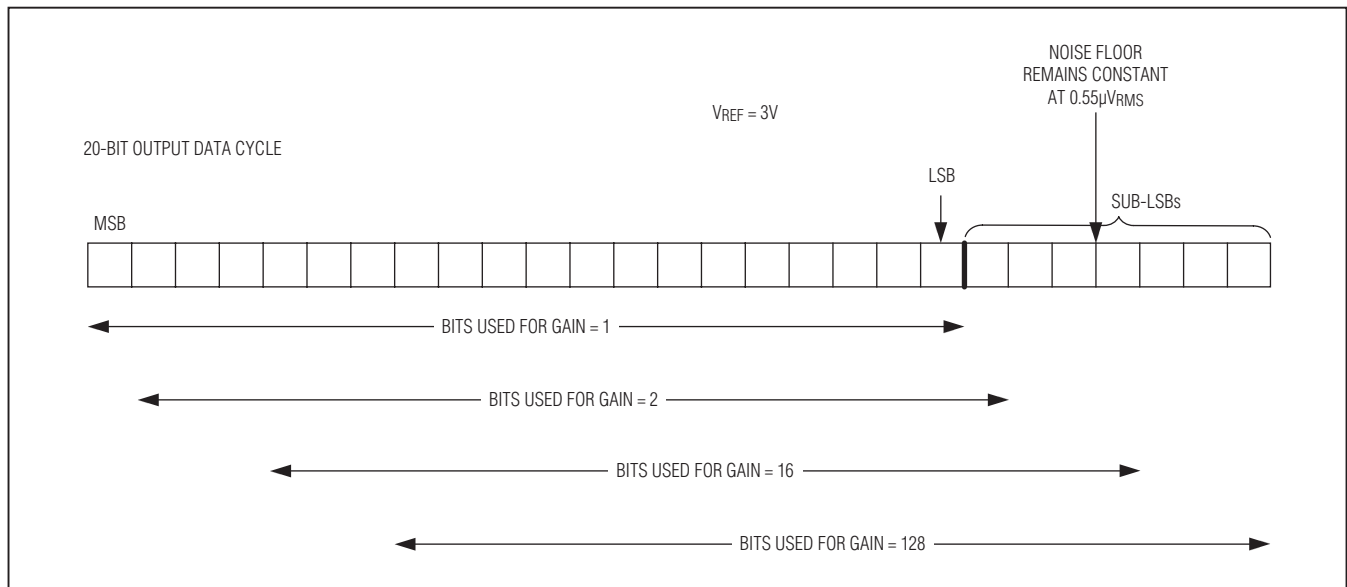 NOISE FLOOR
REMAINS CONSTANT
AT 0.55µVRMS
VREF = 3V
20-BIT OUTPUT DATA CYCLE
LSB
SUB-LSBs
MSB
BITS USED FOR GAIN = 1
BITS USED FOR GAIN = 2
BITS USED FOR GAIN = 16
BITS USED FOR GAIN = 128